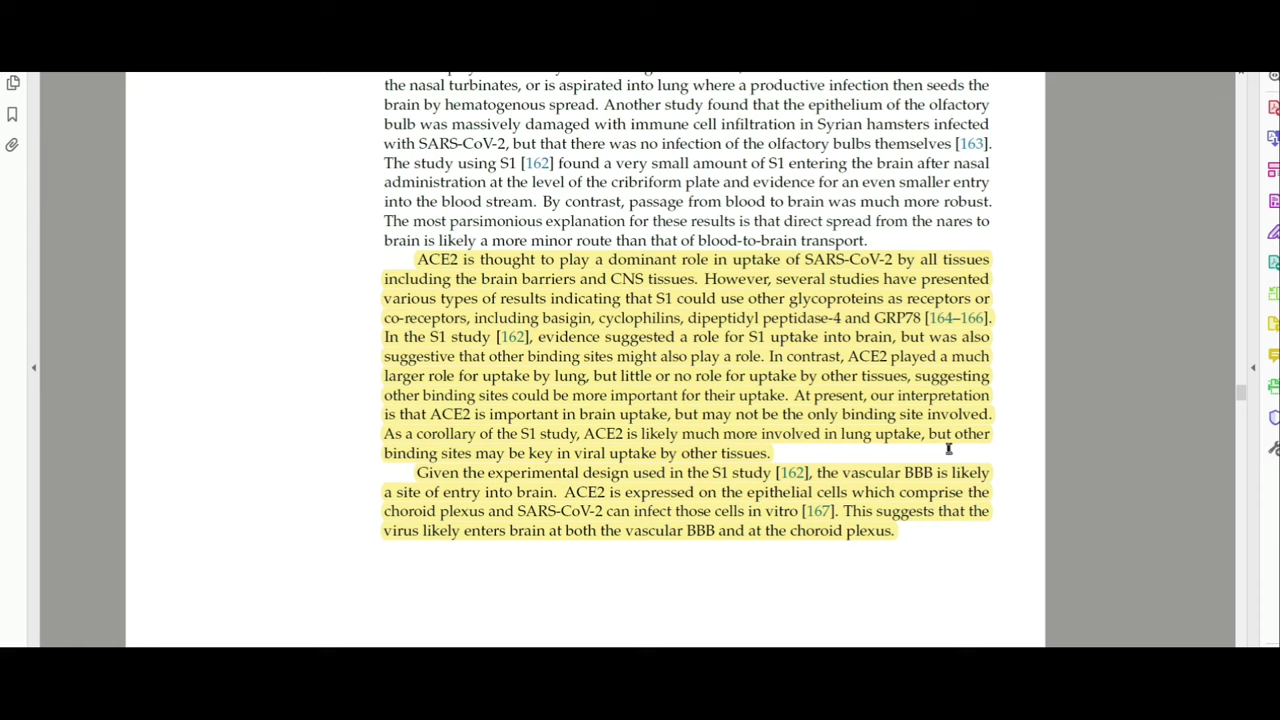 the nasal turbinates, or is aspirated into lung where a productive infection then seeds the
brain by hematogenous spread. Another study found that the epithelium of the olfactory
bulb was massively damaged with immune cell infiltration in Syrian hamsters infected
with SARS-CoV-2, but that there was no infection of the olfactory bulbs themselves [163].
The study using S1 [162] found a very small amount of S1 entering the brain after nasal
administration at the level of the cribriform plate and evidence for an even smaller entry
into the blood stream. By contrast, passage from blood to brain was much more robust.
The most parsimonious explanation for these results is that direct spread from the nares to
brain is likely a more minor route than that of blood-to-brain transport.
ACE2 is thought to play a dominant role in uptake of SARS-CoV-2 by all tissues
including the brain barriers and CNS tissues. However, several studies have presented
various types of results indicating that S1 could use other glycoproteins as receptors or
co-receptors, including basigin, cyclophilins, dipeptidyl peptidase-4 and GRP78 [164–166].
In the S1 study [162], evidence suggested a role for S1 uptake into brain, but was also
suggestive that other binding sites might also play a role. In contrast, ACE2 played a much
larger role for uptake by lung, but little or no role for uptake by other tissues, suggesting
other binding sites could be more important for their uptake. At present, our interpretation
is that ACE2 is important in brain uptake, but may not be the only binding site involved.
As a corollary of the S1 study, ACE2 is likely much more involved in lung uptake, but other
binding sites may be key in viral uptake by other tissues.
Given the experimental design used in the S1 study [162], the vascular BBB is likely
a site of entry into brain. ACE2 is expressed on the epithelial cells which comprise the
choroid plexus and SARS-CoV-2 can infect those cells in vitro [167]. This suggests that the
virus likely enters brain at both the vascular BBB and at the choroid plexus.